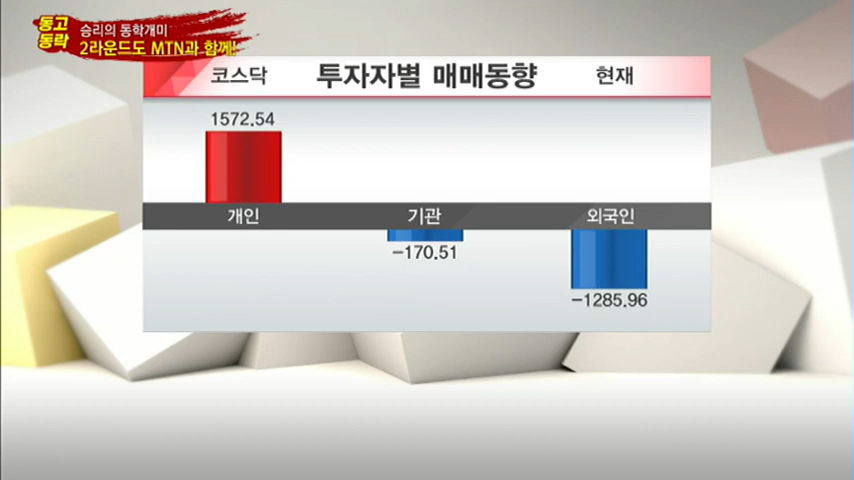 동고
동락
승리의 동학개미
2라운드도 MTN과 함께!
코스닥 투자자별 매매동향 현재
1572.54
개인 기관 외국인
-170.51
-1285.96